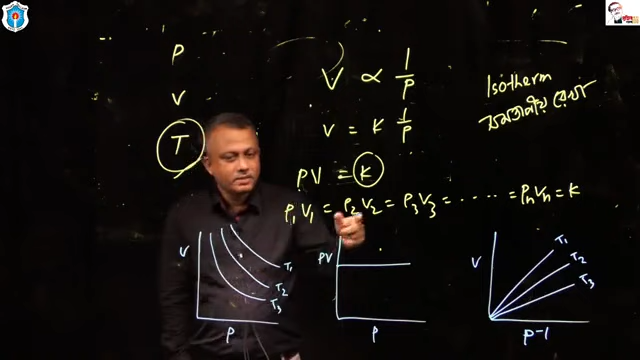 P
V
T
V ∝ 1/P
V = K 1/P
PV = K
P₁V₁ = P₂V₂ = P₃V₃ = ...... = PₙVₙ = K
Isotherm
সমতাপীয় রেখা
V
T₁
T₂
T₃
P
PV
P
V
T₁
T₂
T₃
P-1